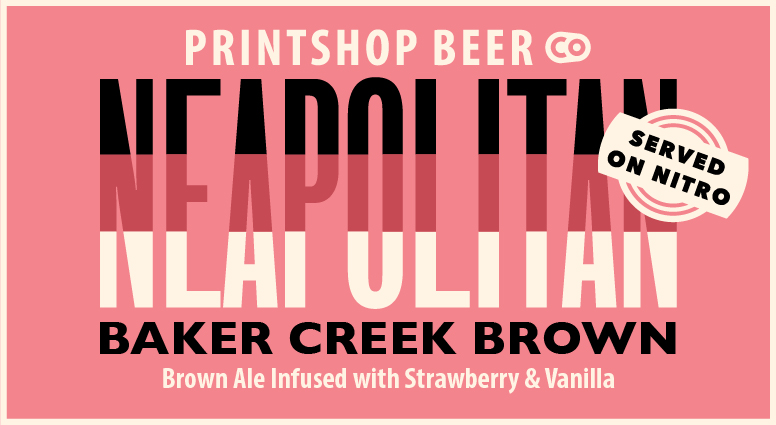 PRINTSHOP BEER CO
NEAPOLITAN
SERVED
ON NITRO
BAKER CREEK BROWN
Brown Ale Infused with Strawberry & Vanilla